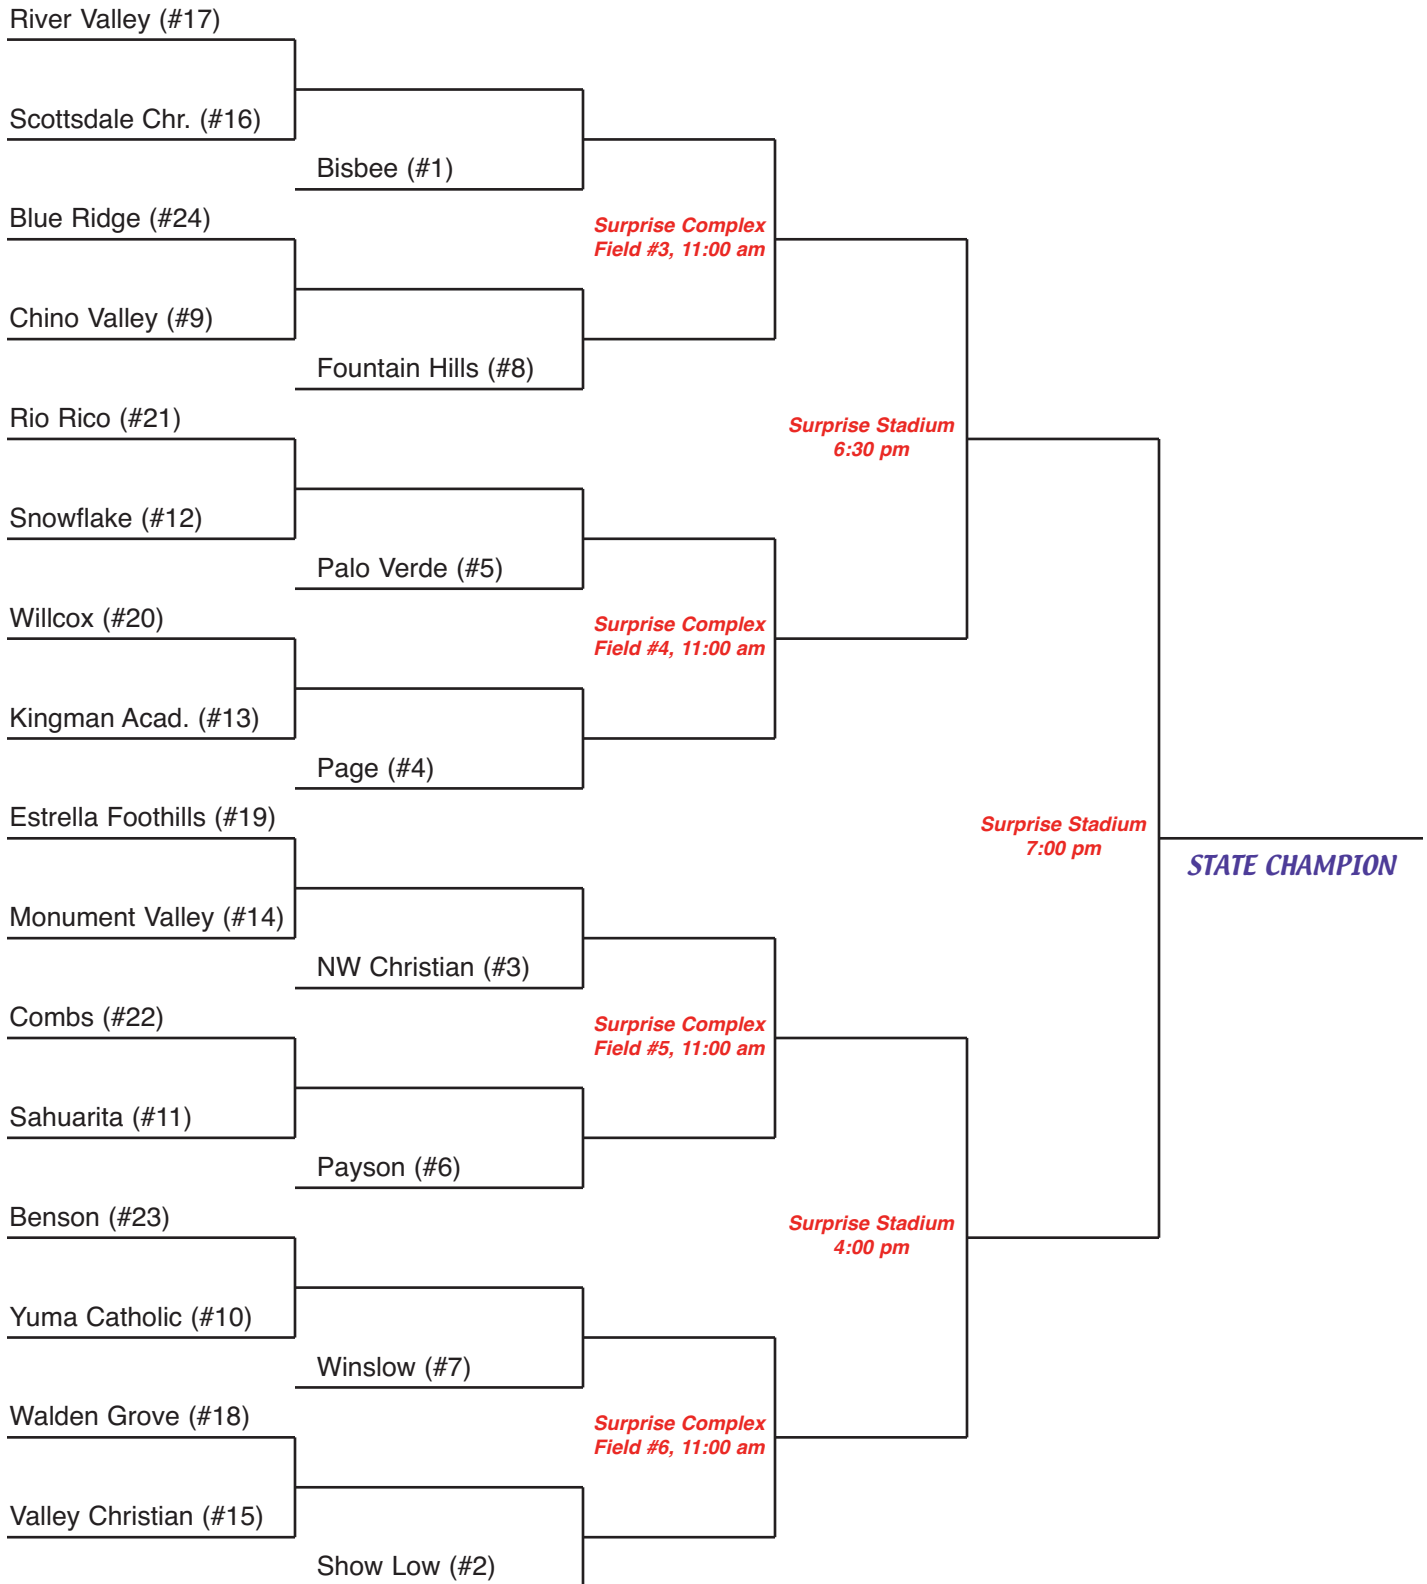 River Valley (#17)
Scottsdale Chr. (#16)
Bisbee (#1)
Blue Ridge (#24)
Surprise Complex
Field #3, 11:00 am
Chino Valley (#9)
Fountain Hills (#8)
Rio Rico (#21)
Surprise Stadium
6:30 pm
Snowflake (#12)
Palo Verde (#5)
Willcox (#20)
Surprise Complex
Field #4, 11:00 am
Kingman Acad. (#13)
Page (#4)
Estrella Foothills (#19)
Surprise Stadium
7:00 pm
STATE CHAMPION
Monument Valley (#14)
NW Christian (#3)
Combs (#22)
Surprise Complex
Field #5, 11:00 am
Sahuarita (#11)
Payson (#6)
Benson (#23)
Surprise Stadium
4:00 pm
Yuma Catholic (#10)
Winslow (#7)
Walden Grove (#18)
Surprise Complex
Field #6, 11:00 am
Valley Christian (#15)
Show Low (#2)